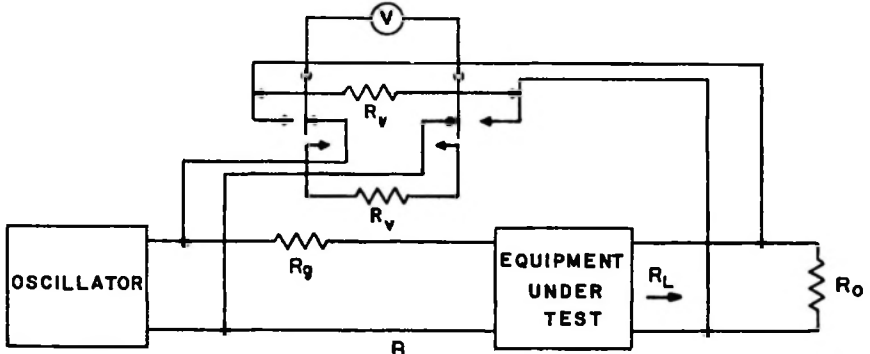 V
Rv
Rv
Rg
OSCILLATOR
EQUIPMENT
UNDER
TEST
RL
Ro
B